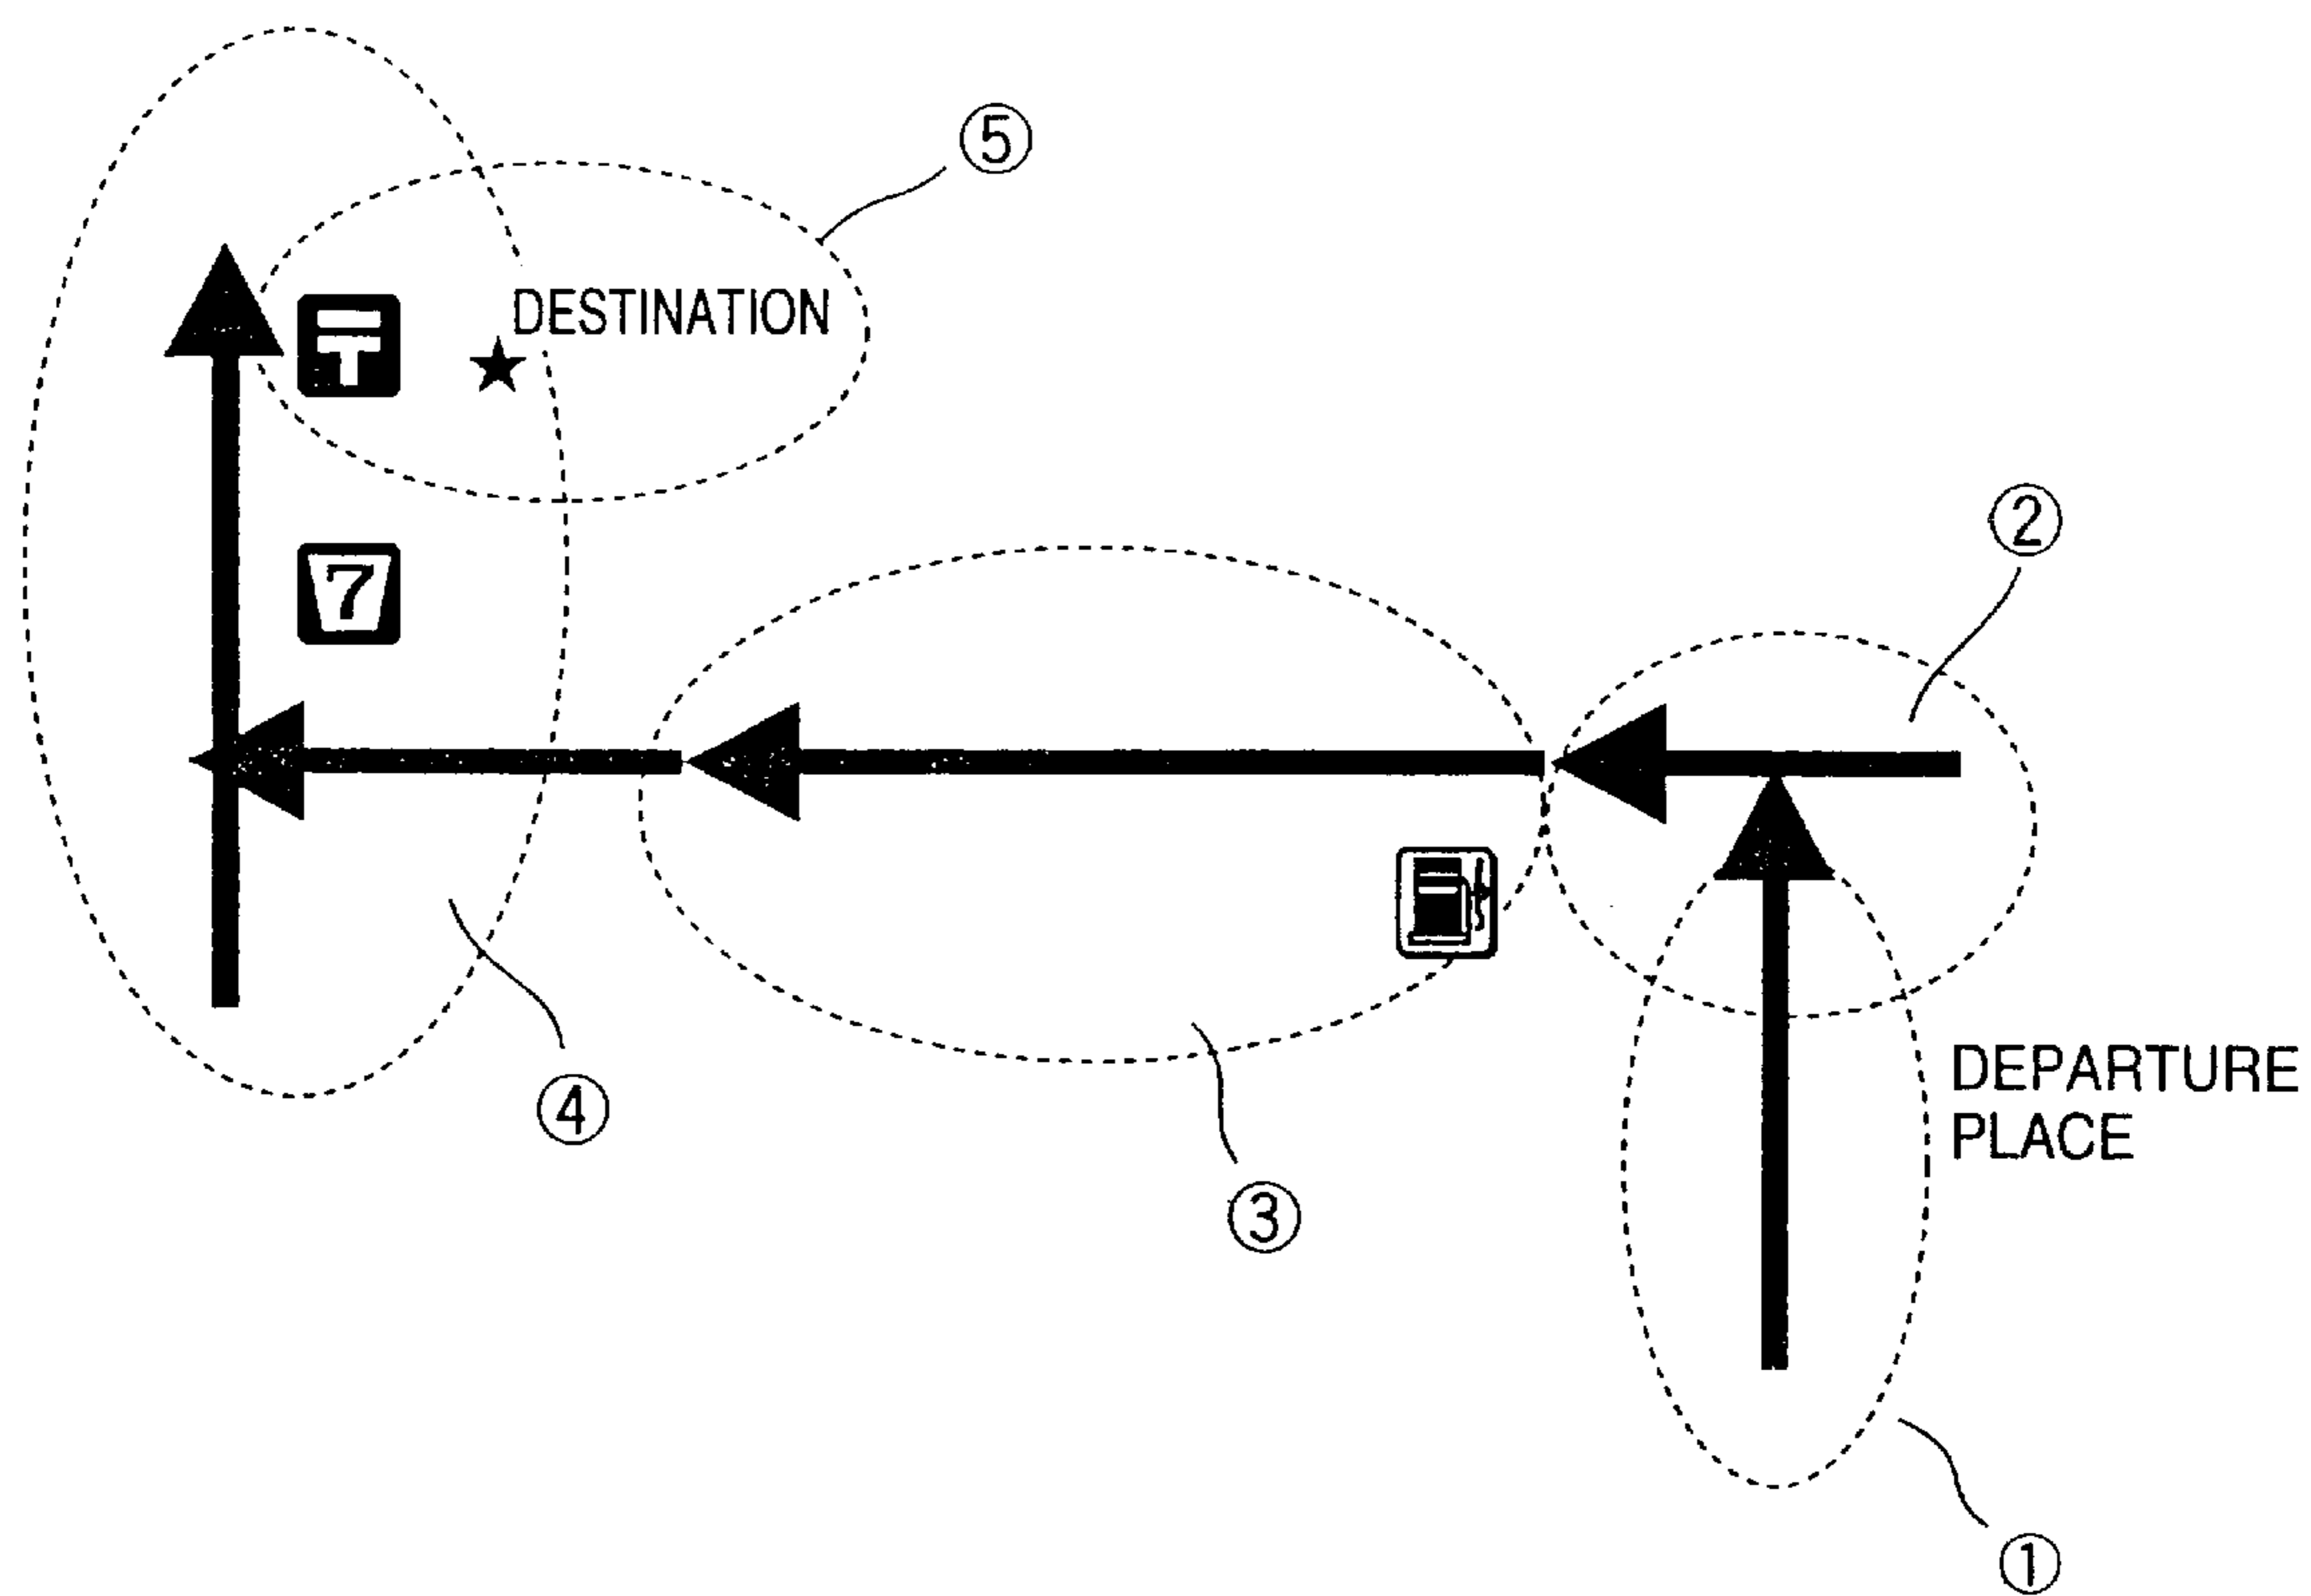 ⑤
DESTINATION
〒
②
7
DEPARTURE
PLACE
④
③
①